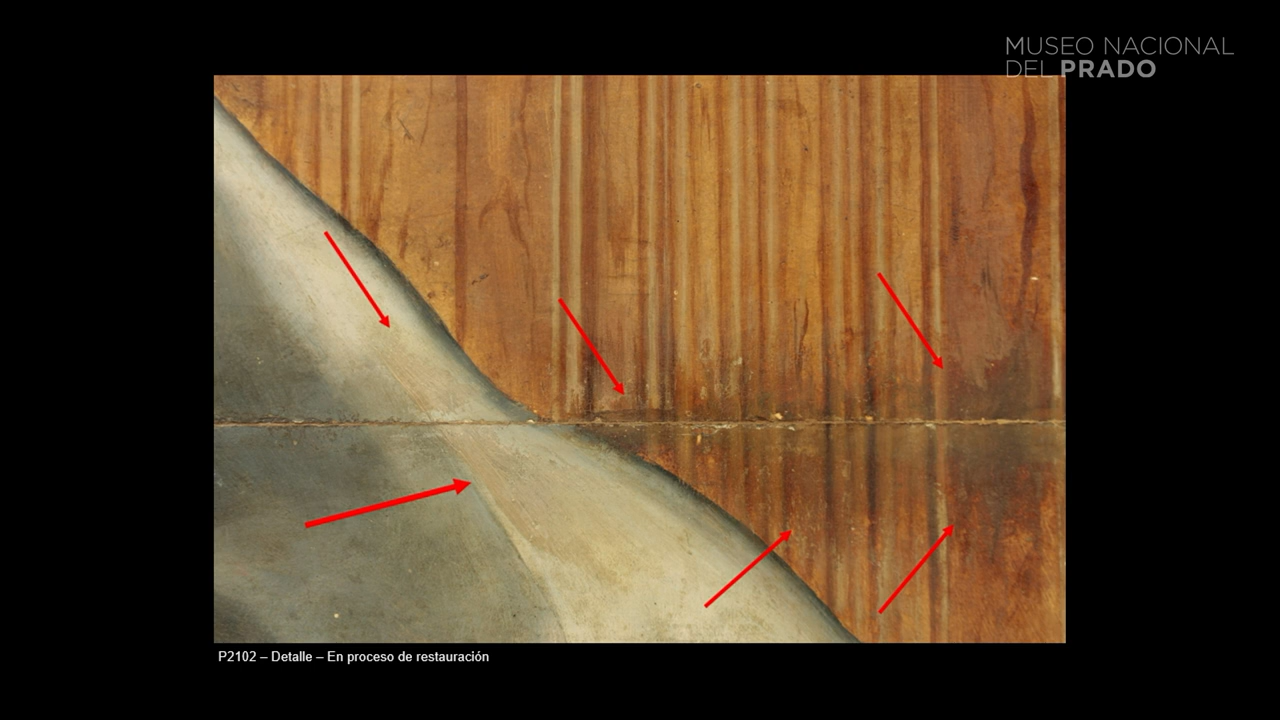 MUSEO NACIONAL
DEL PRADO
P2102 – Detalle – En proceso de restauración